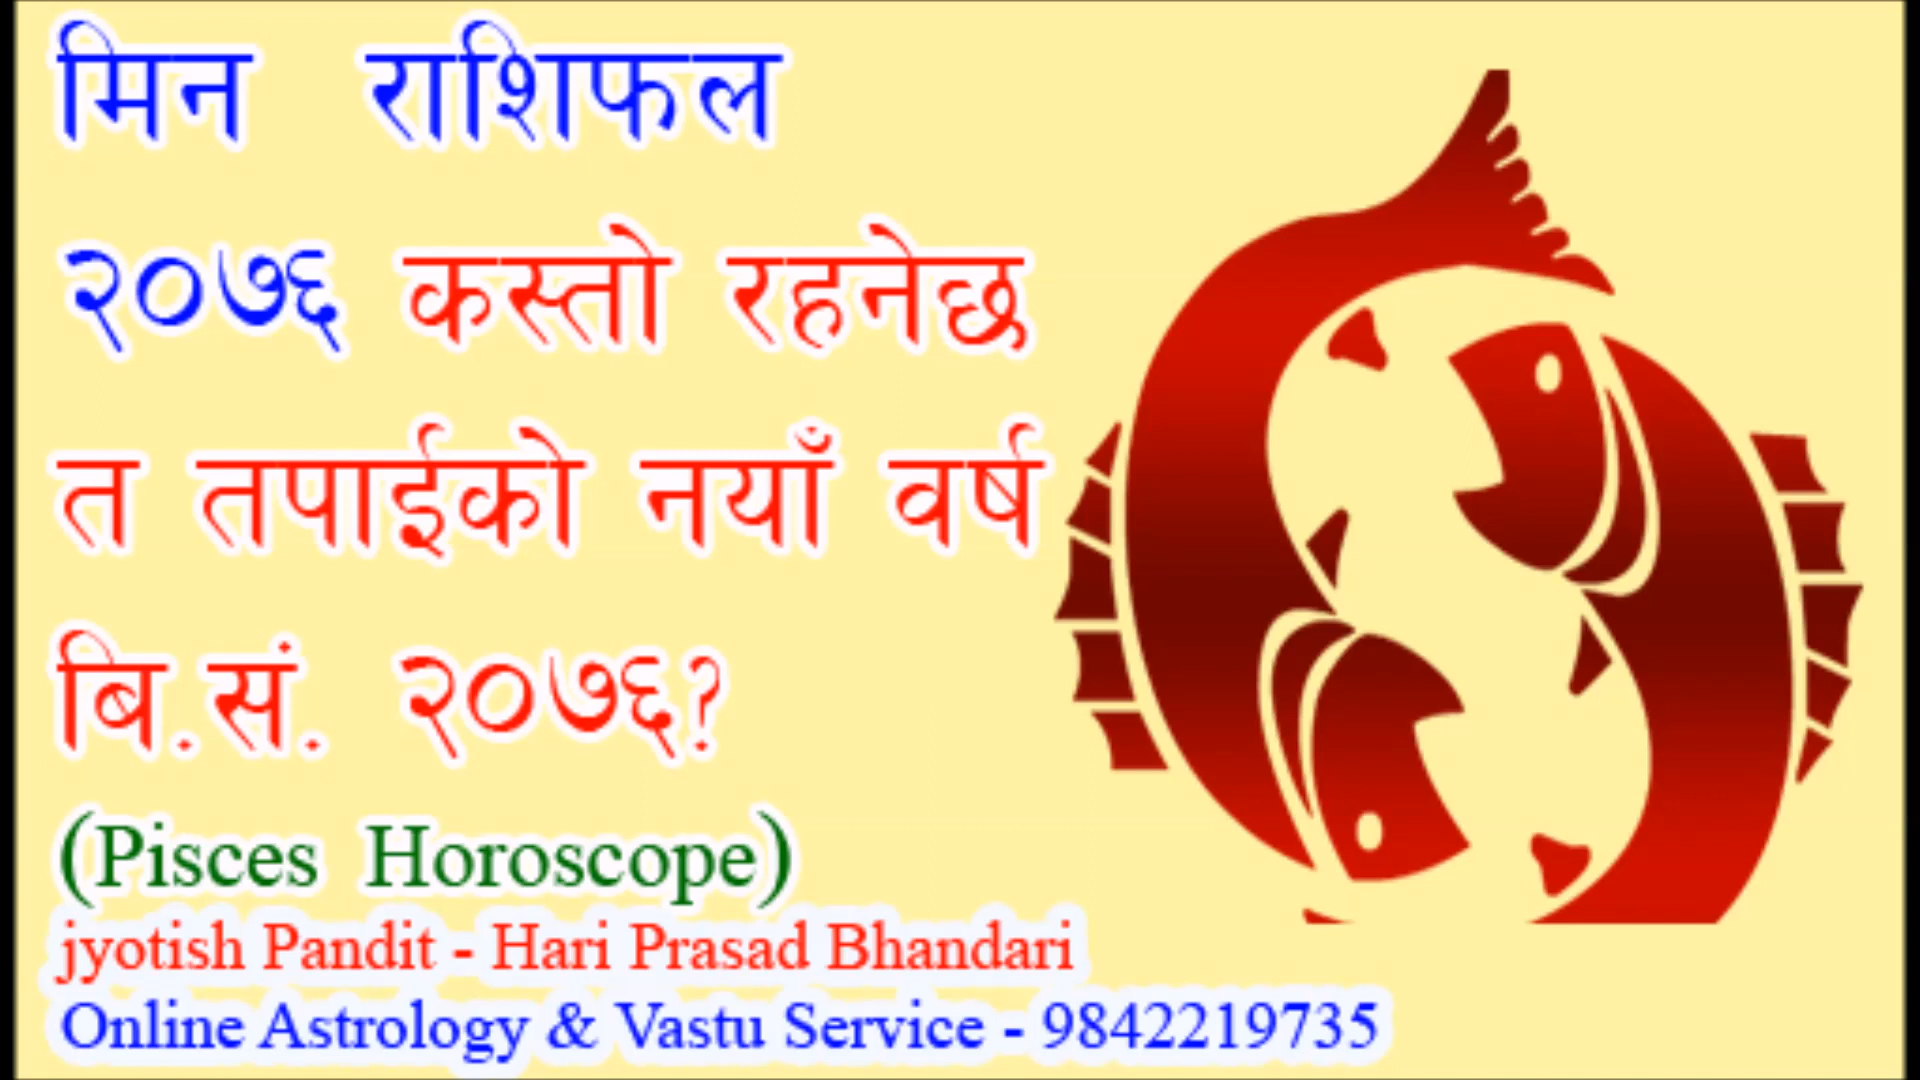 मिन राशिफल
२०७६ कस्तो रहनेछ
त तपाईको नयाँ वर्ष
बि.सं. २०७६?
(Pisces Horoscope)
jyotish Pandit - Hari Prasad Bhandari
Online Astrology & Vastu Service - 9842219735